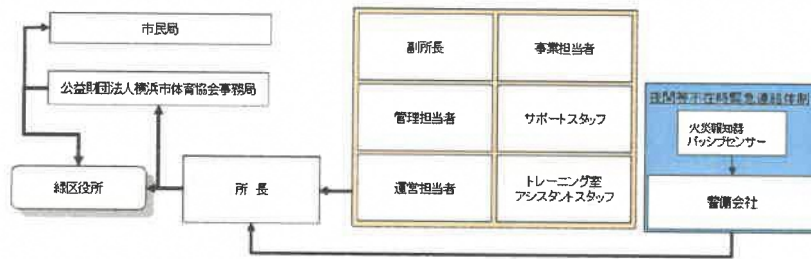 市民局
公益財団法人横浜市体育協会事務局
緑区役所
所 長
副所長
事業担当者
管理担当者
サポートスタッフ
運営担当者
トレーニング室
アシスタントスタッフ
夜間等不在時緊急連絡体制
火災報知器
パッシブセンサー
警備会社